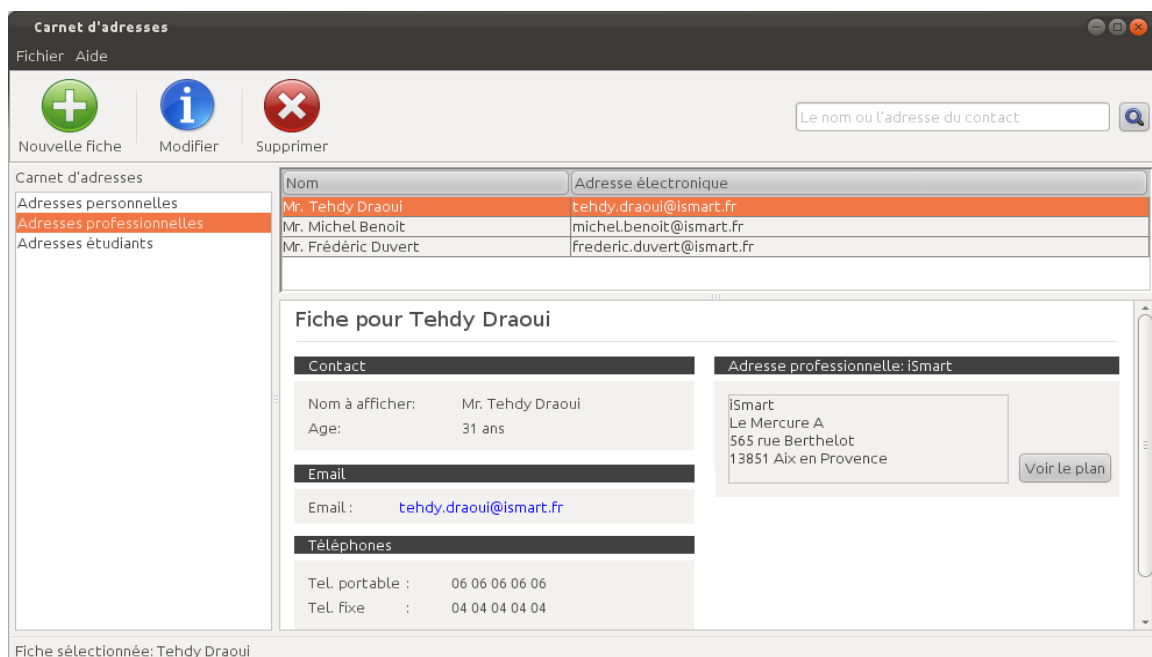 Carnet d'adresses
Fichier Aide
Nouvelle fiche Modifier Supprimer
Le nom ou l'adresse du contact
Carnet d'adresses
Adresses personnelles
Adresses professionnelles
Adresses étudiants
Nom Adresse électronique
Mr. Tehdy Draoui tehdy.draoui@ismart.fr
Mr. Michel Benoit michel.benoit@ismart.fr
Mr. Frédéric Duvert frederic.duvert@ismart.fr
Fiche pour Tehdy Draoui
Contact
Nom à afficher: Mr. Tehdy Draoui
Age: 31 ans
Email
Email : tehdy.draoui@ismart.fr
Téléphones
Tel. portable : 06 06 06 06 06
Tel. fixe : 04 04 04 04 04
Adresse professionnelle: iSmart
iSmart
Le Mercure A
565 rue Berthelot
13851 Aix en Provence
Voir le plan
Fiche sélectionnée: Tehdy Draoui